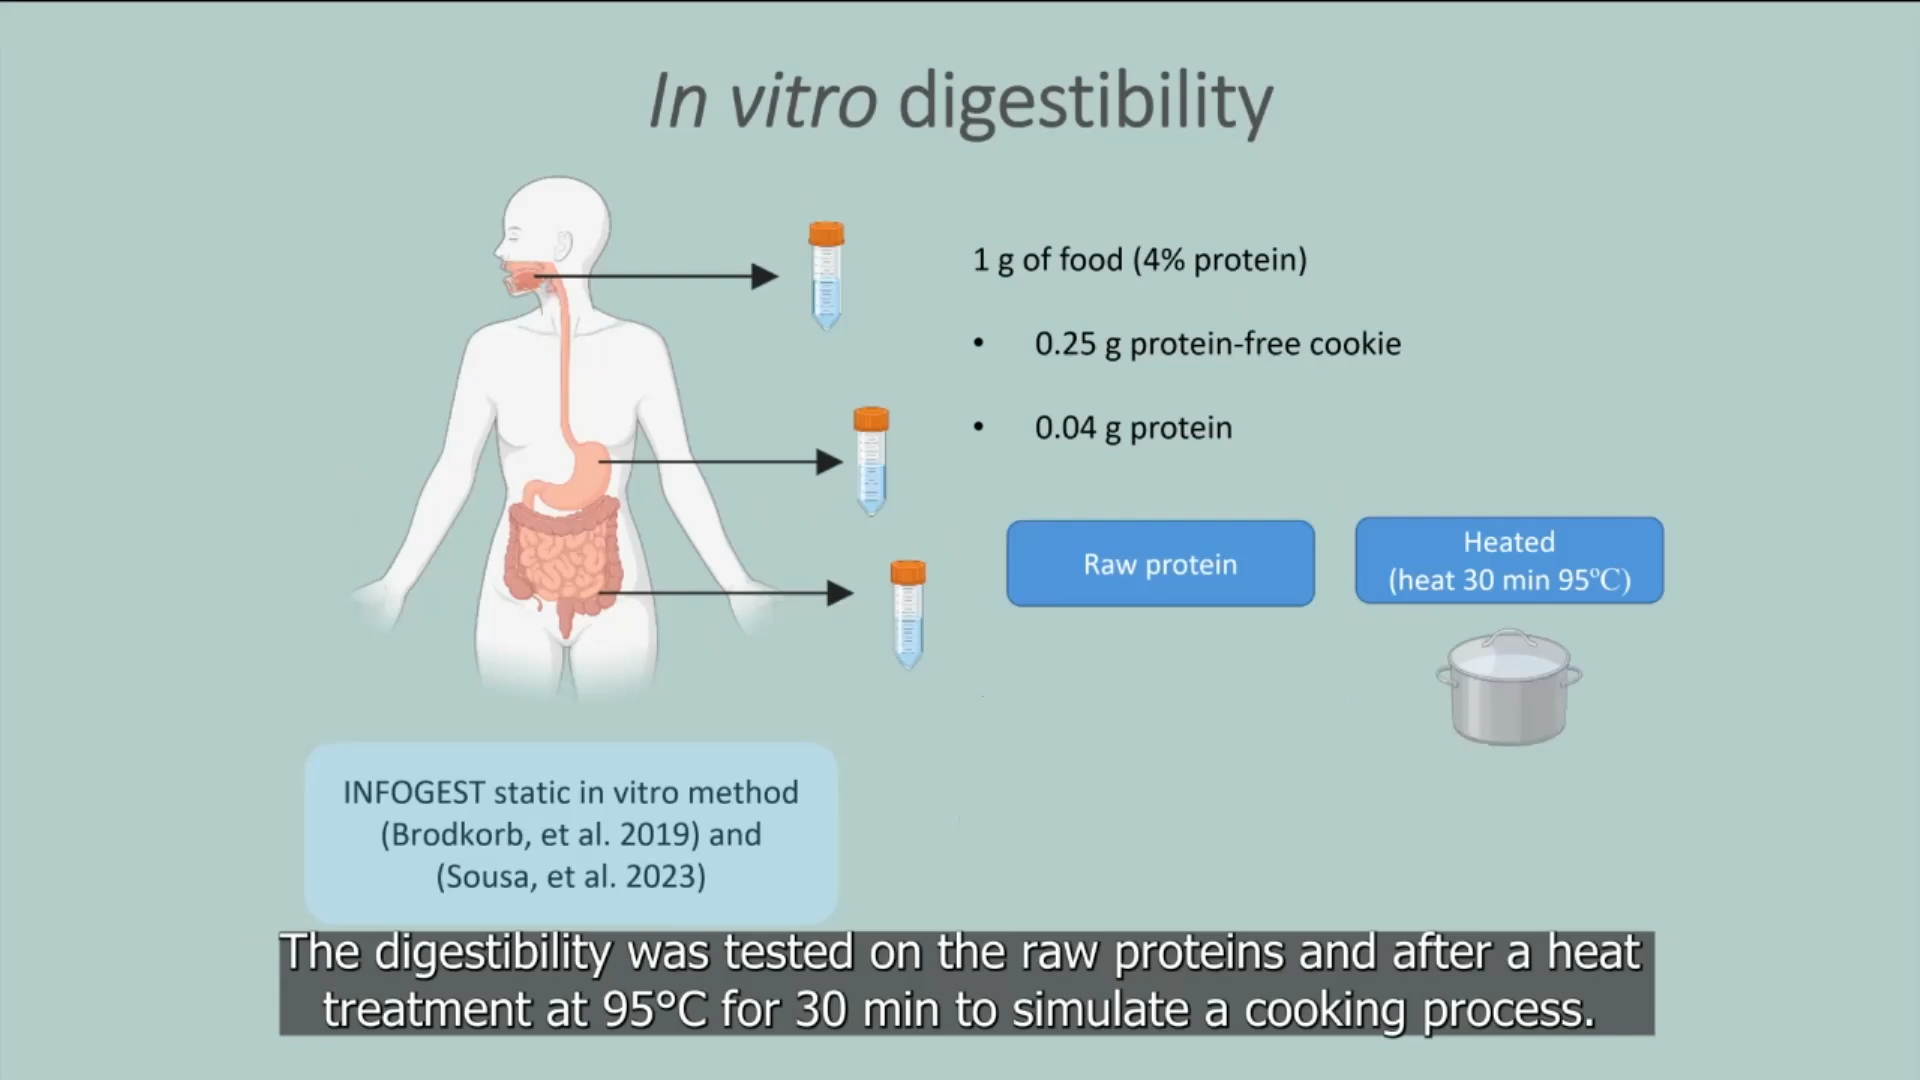 In vitro digestibility
1 g of food (4% protein)
• 0.25 g protein-free cookie
• 0.04 g protein
Raw protein
Heated
(heat 30 min 95ºC)
INFOGEST static in vitro method
(Brodkorb, et al. 2019) and
(Sousa, et al. 2023)
The digestibility was tested on the raw proteins and after a heat
treatment at 95°C for 30 min to simulate a cooking process.